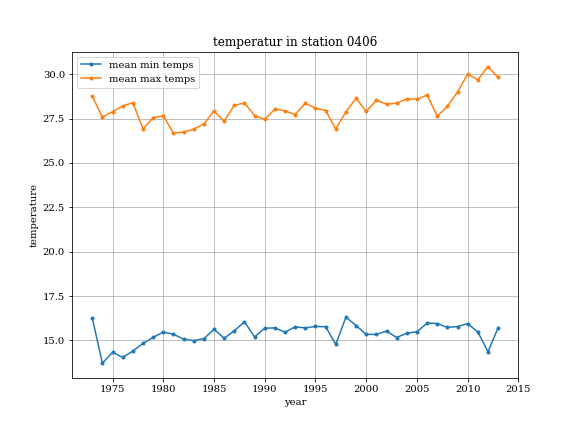 temperatur in station 0406
mean min temps
mean max temps
30.0
27.5
25.0
22.5
20.0
17.5
15.0
temperature
1975 1980 1985 1990 1995 2000 2005 2010 2015
year